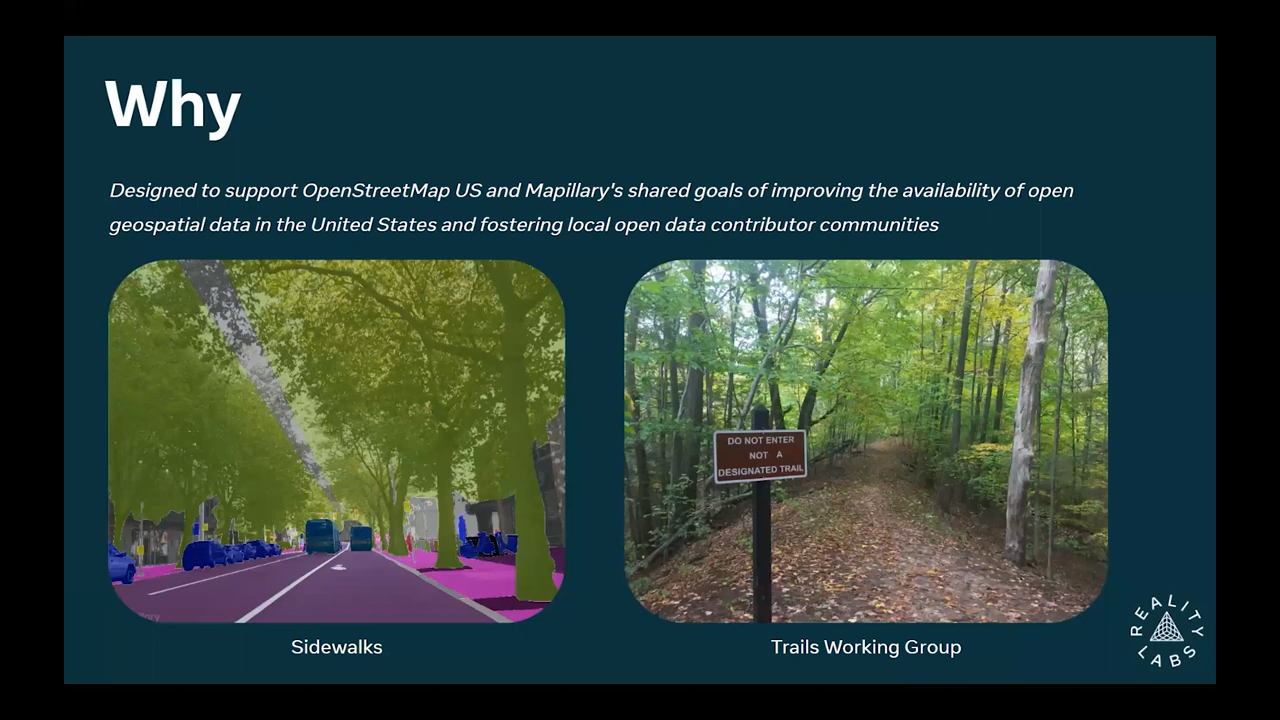 Why
Designed to support OpenStreetMap US and Mapillary's shared goals of improving the availability of open
geospatial data in the United States and fostering local open data contributor communities
DO NOT ENTER
NOT A
DESIGNATED TRAIL
Sidewalks
Trails Working Group
REALITY
LABS